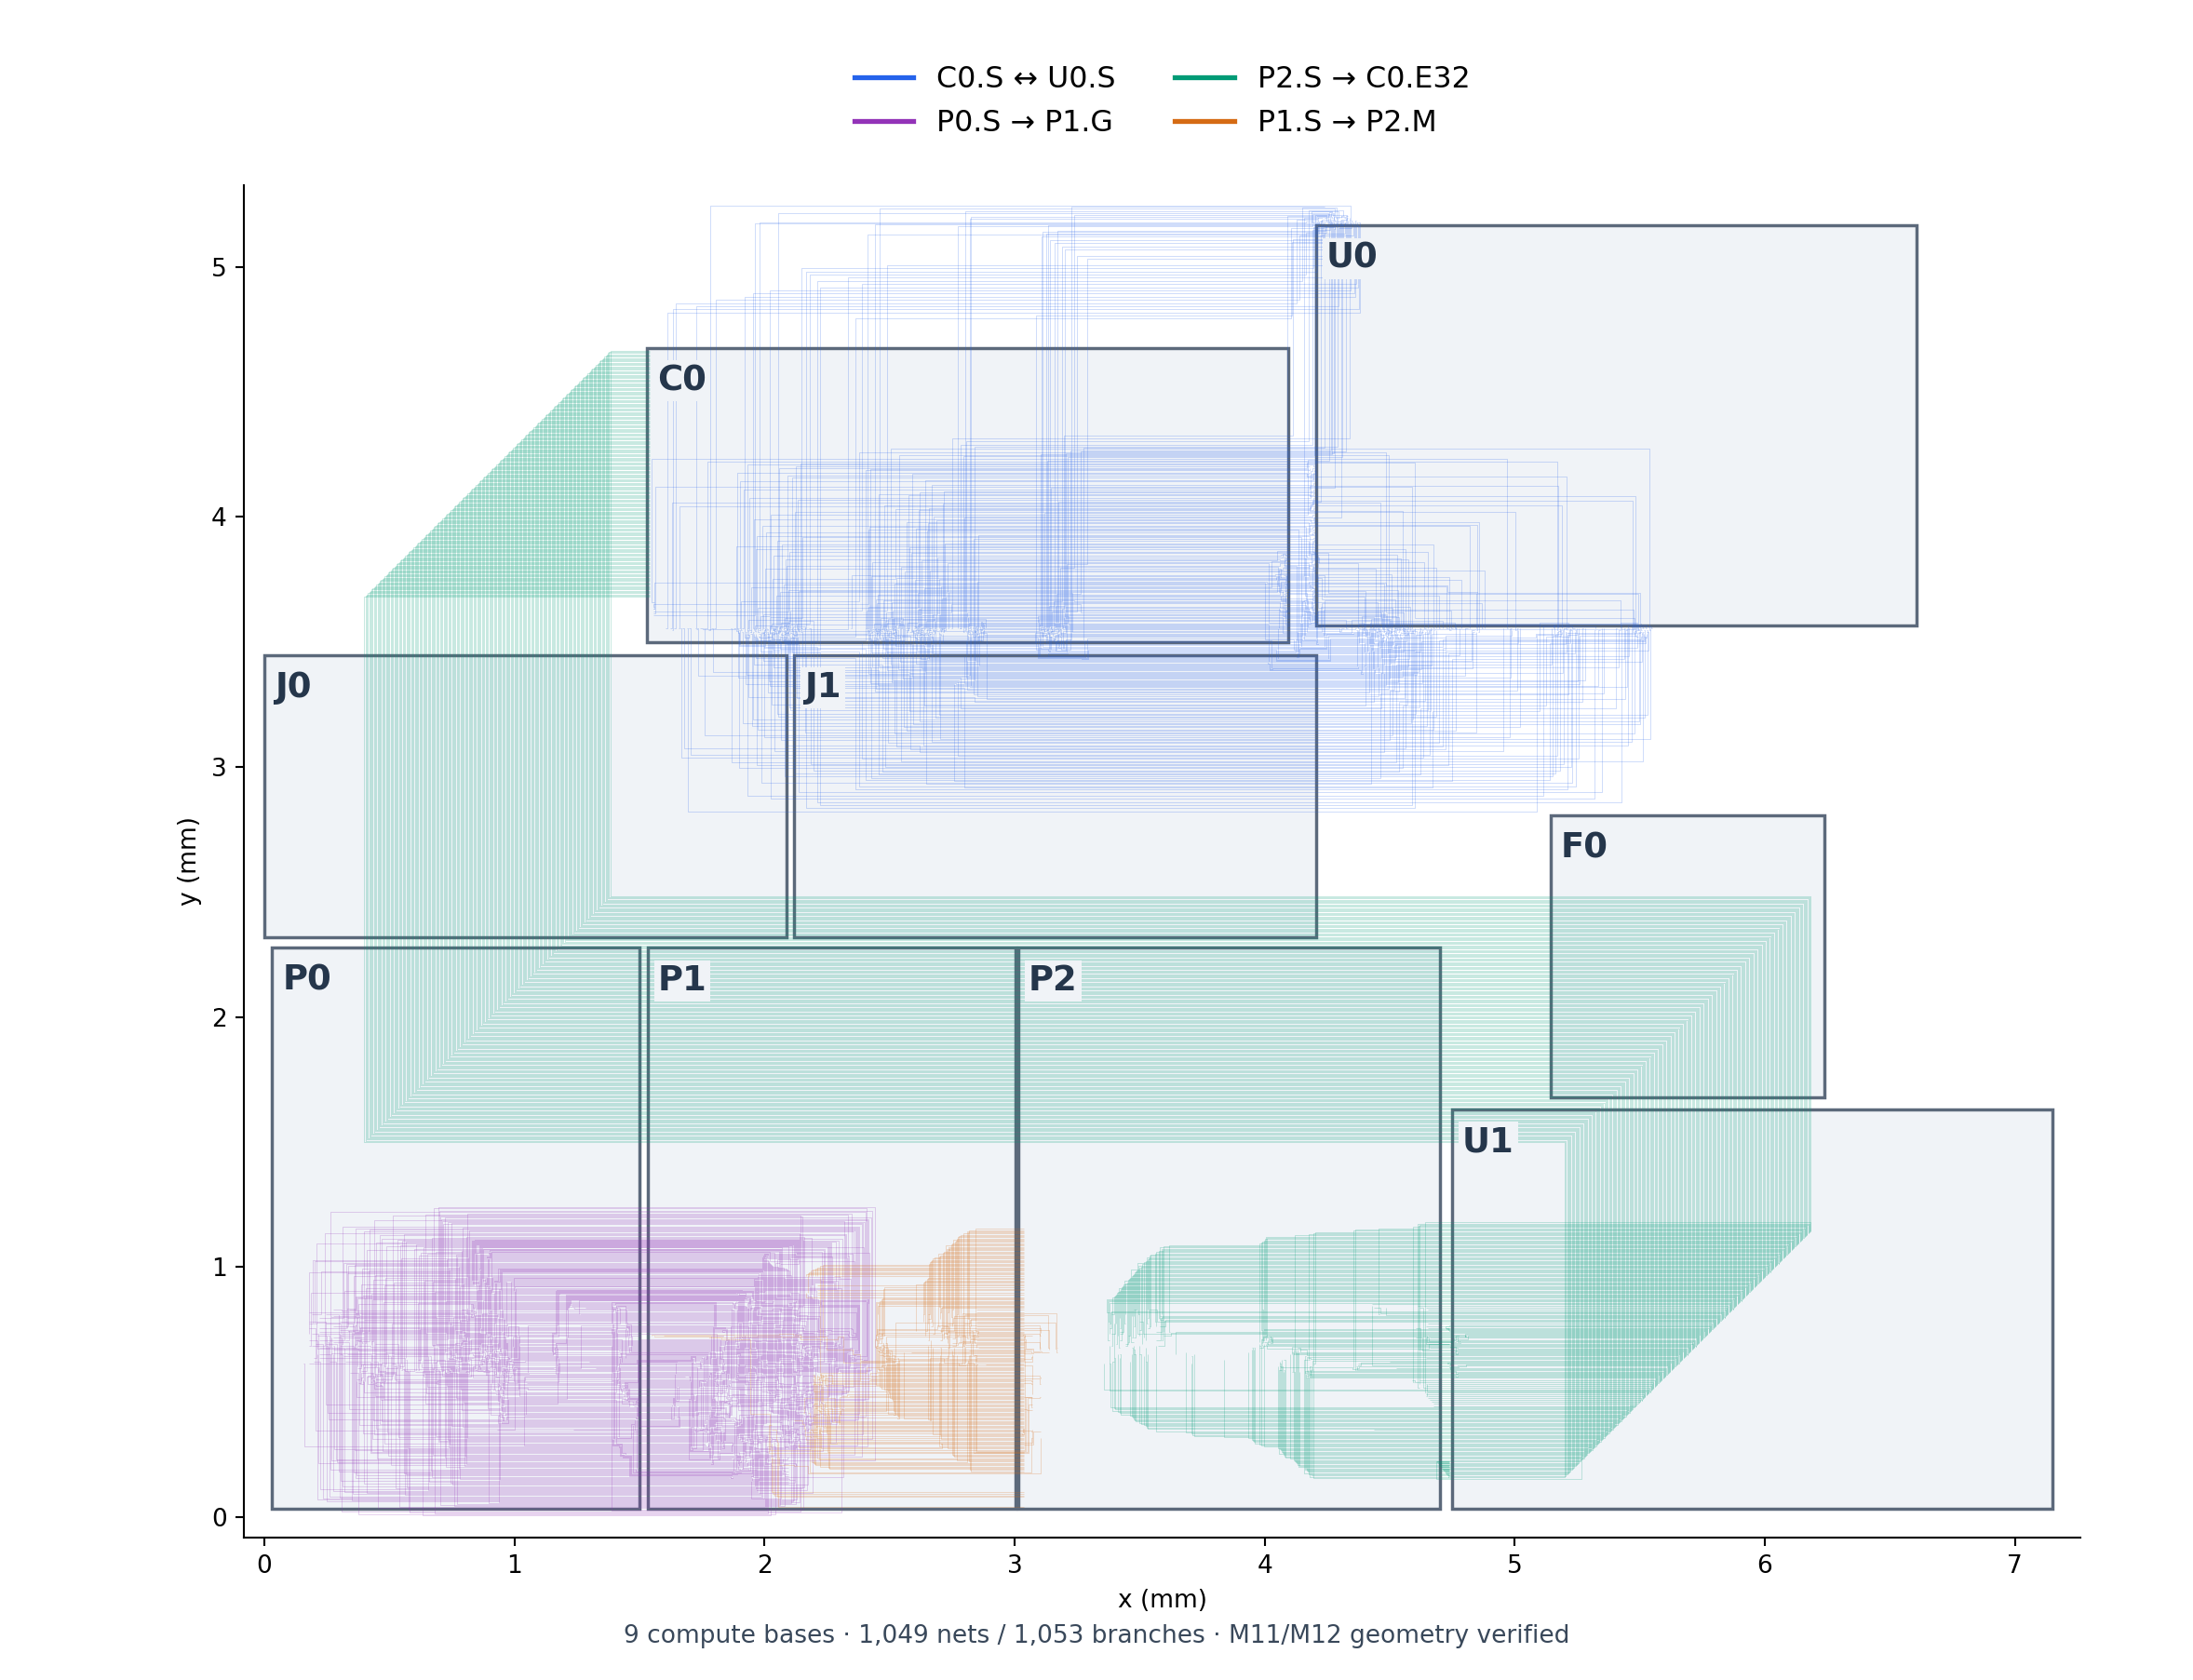 C0.S ↔ U0.S P2.S → C0.E32
P0.S → P1.G P1.S → P2.M
5
U0
C0
4
J0
J1
3
F0
y (mm)
P0
P1
P2
2
U1
1
0
0 1 2 3 4 5 6 7
x (mm)
9 compute bases · 1,049 nets / 1,053 branches · M11/M12 geometry verified